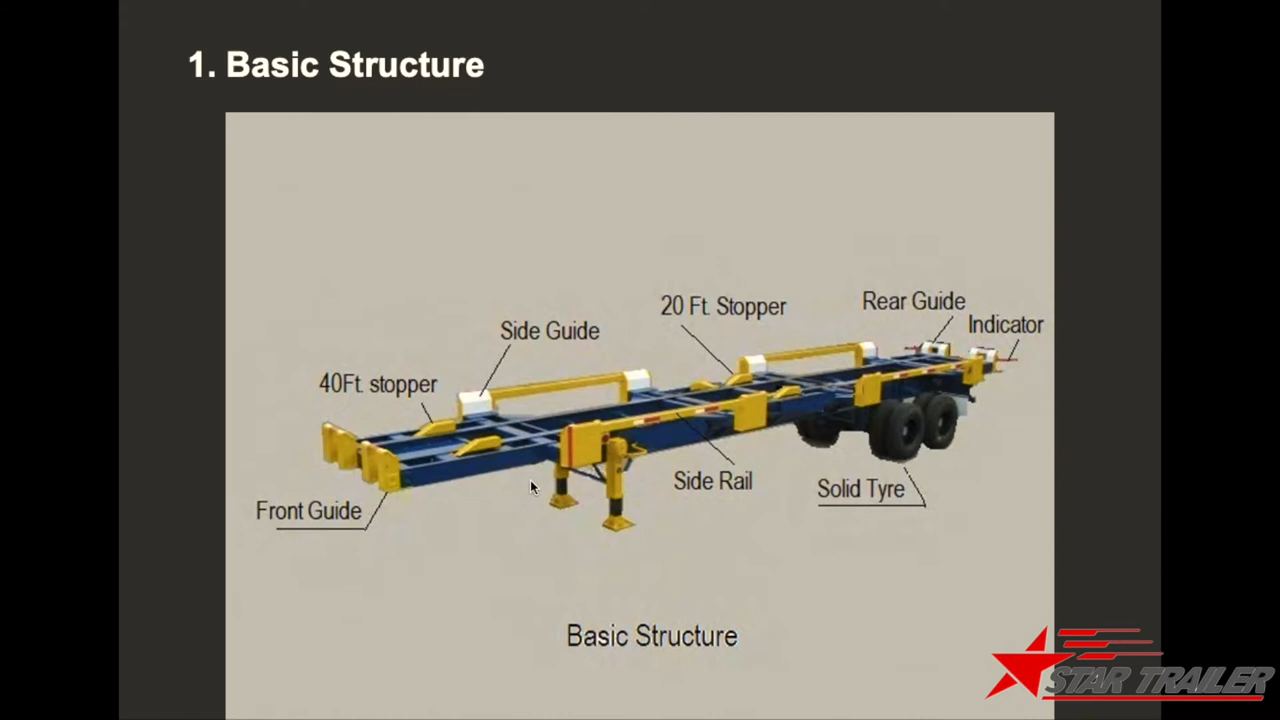 1. Basic Structure
Rear Guide
20 Ft. Stopper
Indicator
Side Guide
40Ft. stopper
Side Rail
Solid Tyre
Front Guide
Basic Structure
STAR TRAILER